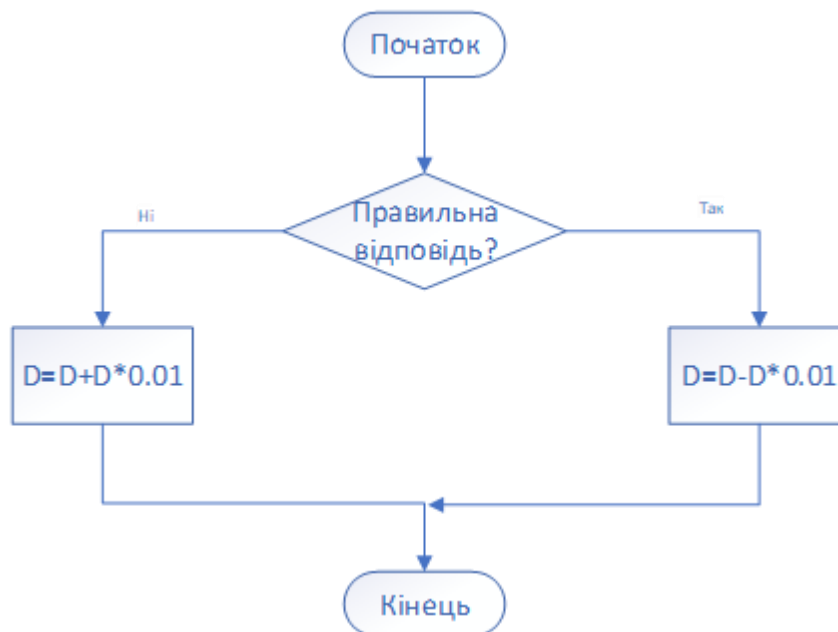 Початок
Правильна
відповідь?
Ні
Так
D=D+D*0.01
D=D-D*0.01
Кінець